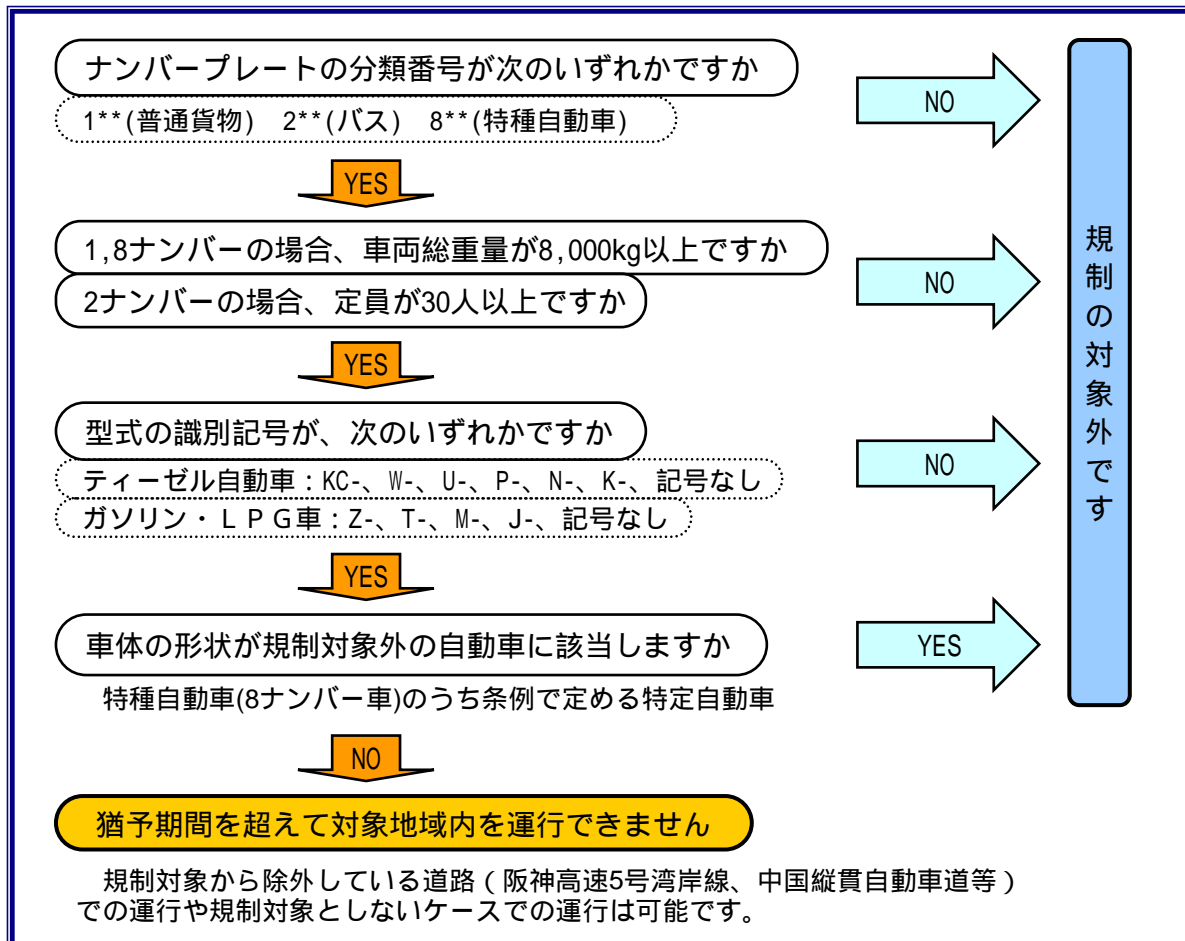 ナンバープレートの分類番号が次のいずれかですか
1**(普通貨物) 2**(バス) 8**(特種自動車)
NO
YES
1,8ナンバーの場合、車両総重量が8,000kg以上ですか
2ナンバーの場合、定員が30人以上ですか
NO
YES
型式の識別記号が、次のいずれかですか
ティーゼル自動車：KC-、W-、U-、P-、N-、K-、記号なし
ガソリン・ＬＰＧ車：Z-、T-、M-、J-、記号なし
NO
YES
車体の形状が規制対象外の自動車に該当しますか
特種自動車(8ナンバー車)のうち条例で定める特定自動車
YES
NO
規制の対象外です
猶予期間を超えて対象地域内を運行できません
規制対象から除外している道路（阪神高速5号湾岸線、中国縦貫自動車道等）
での運行や規制対象としないケースでの運行は可能です。